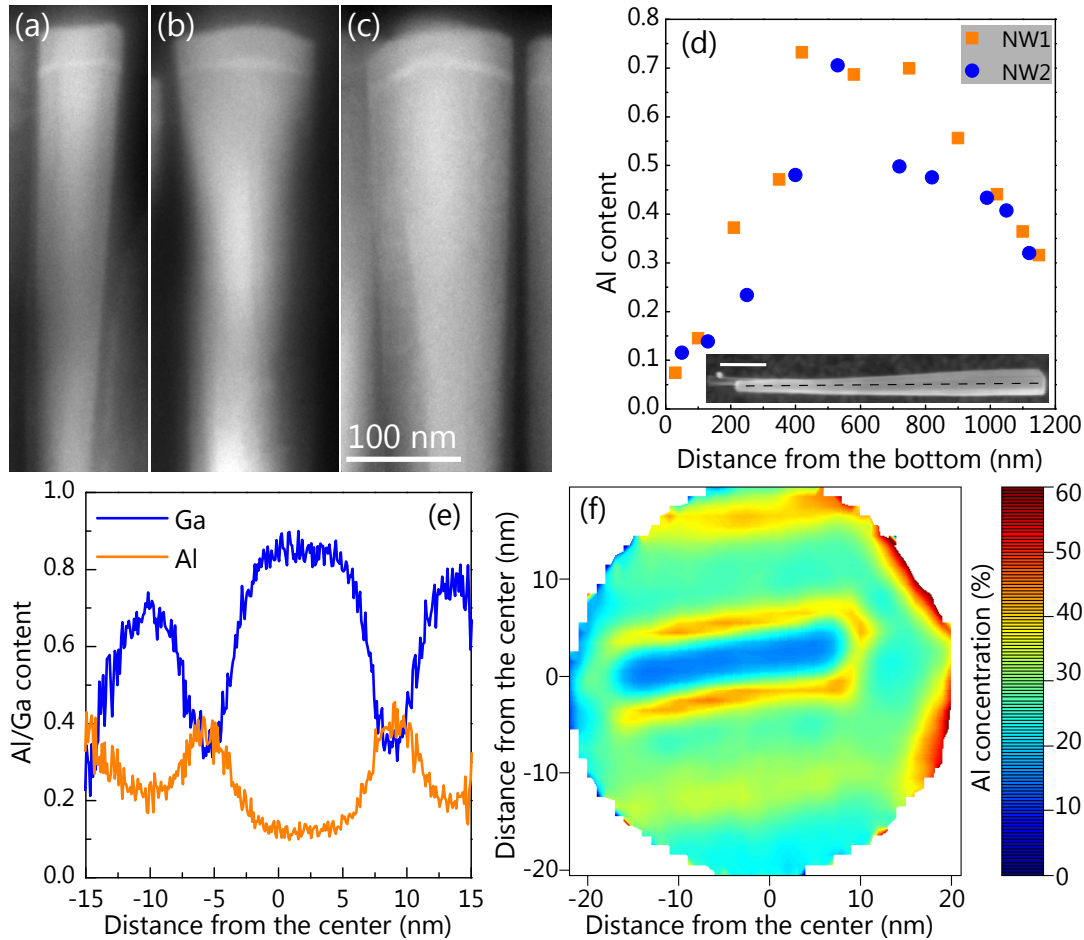 (a)
(b)
(c)
100 nm
(d)
NW1
NW2
Al content
0.8
0.7
0.6
0.5
0.4
0.3
0.2
0.1
0.0
0 200 400 600 800 1000 1200
Distance from the bottom (nm)
(e)
Ga
Al
Al/Ga content
1.0
0.8
0.6
0.4
0.2
0.0
-15 -10 -5 0 5 10 15
Distance from the center (nm)
(f)
Distance from the center (nm)
10
0
-10
-20
-20 -10 0 10 20
Distance from the center (nm)
Al concentration (%)
60
50
40
30
20
10
0